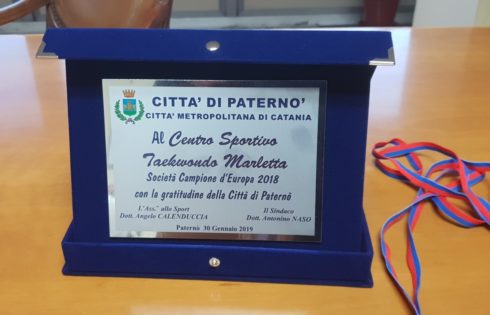 CITTA' DI PATERNO'
CITTA' METROPOLITANA DI CATANIA
Al Centro Sportivo
Taekwondo Marletta
Società Campione d'Europa 2018
con la gratitudine della Città di Paternò
L'Ass.re alla Sport
Dott. Angelo CALENDUCCIA
Il Sindaco
Dott. Antonino NASO
Paternò 30 Gennaio 2019